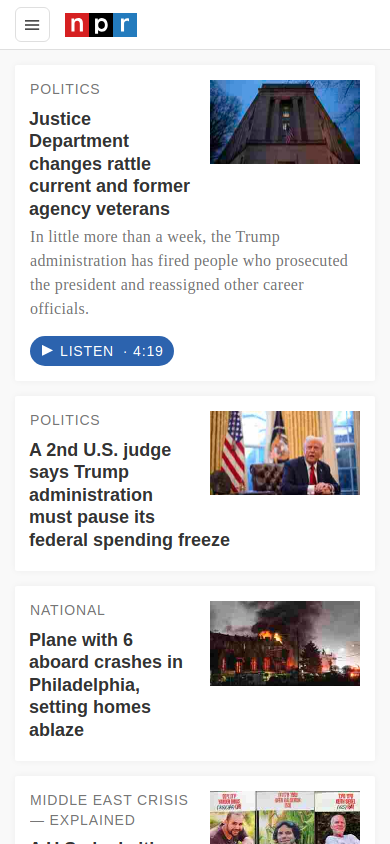 npr
POLITICS
Justice
Department
changes rattle
current and former
agency veterans
In little more than a week, the Trump
administration has fired people who prosecuted
the president and reassigned other career
officials.
LISTEN · 4:19
POLITICS
A 2nd U.S. judge
says Trump
administration
must pause its
federal spending freeze
NATIONAL
Plane with 6
aboard crashes in
Philadelphia,
setting homes
ablaze
MIDDLE EAST CRISIS
— EXPLAINED